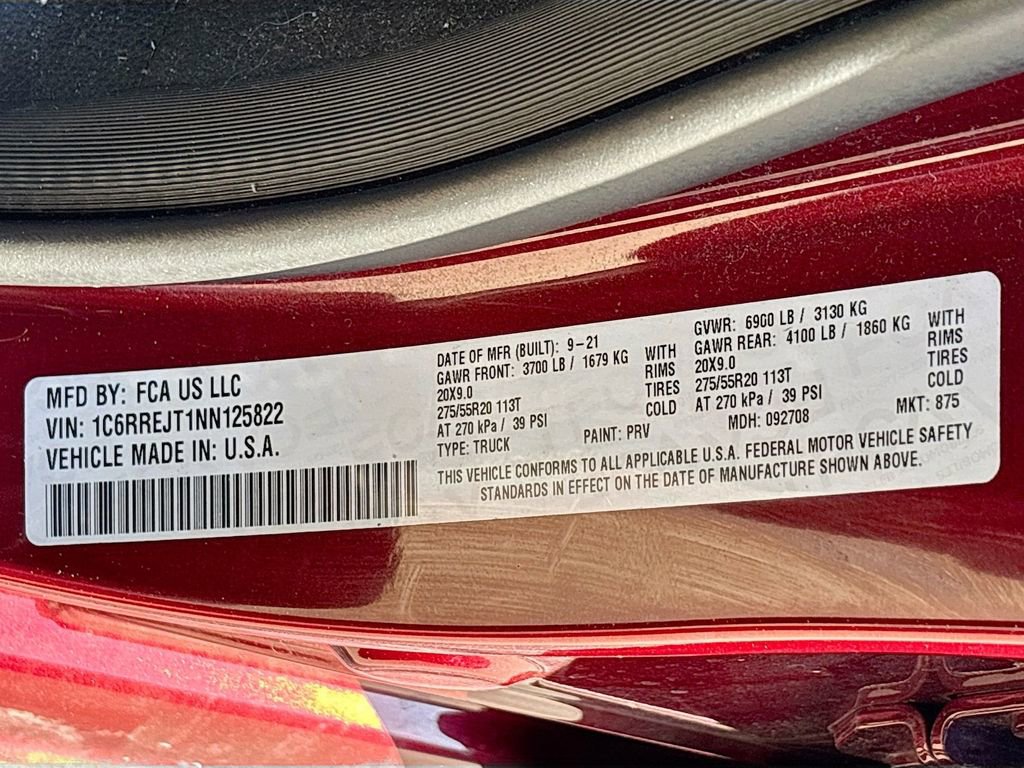 MFD BY: FCA US LLC
VIN: 1C6RREJT1NN125822
VEHICLE MADE IN: U.S.A.
DATE OF MFR (BUILT): 9-21
GAWR FRONT: 3700 LB / 1679 KG WITH
20X9.0 RIMS
275/55R20 113T TIRES
AT 270 kPa / 39 PSI COLD
TYPE: TRUCK PAINT: PRV
GVWR: 6900 LB / 3130 KG
GAWR REAR: 4100 LB / 1860 KG WITH
20X9.0 RIMS
275/55R20 113T TIRES
AT 270 kPa / 39 PSI COLD
MDH: 092708 MKT: 875
THIS VEHICLE CONFORMS TO ALL APPLICABLE U.S.A. FEDERAL MOTOR VEHICLE SAFETY
STANDARDS IN EFFECT ON THE DATE OF MANUFACTURE SHOWN ABOVE.